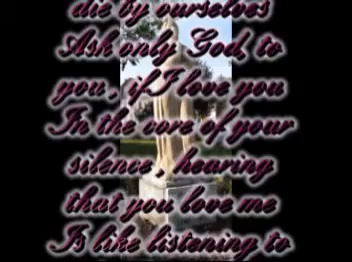 die by ourselves
Ask only God, to
you , if I love you
In the core of your
silence , hearing
that you love me
Is like listening to